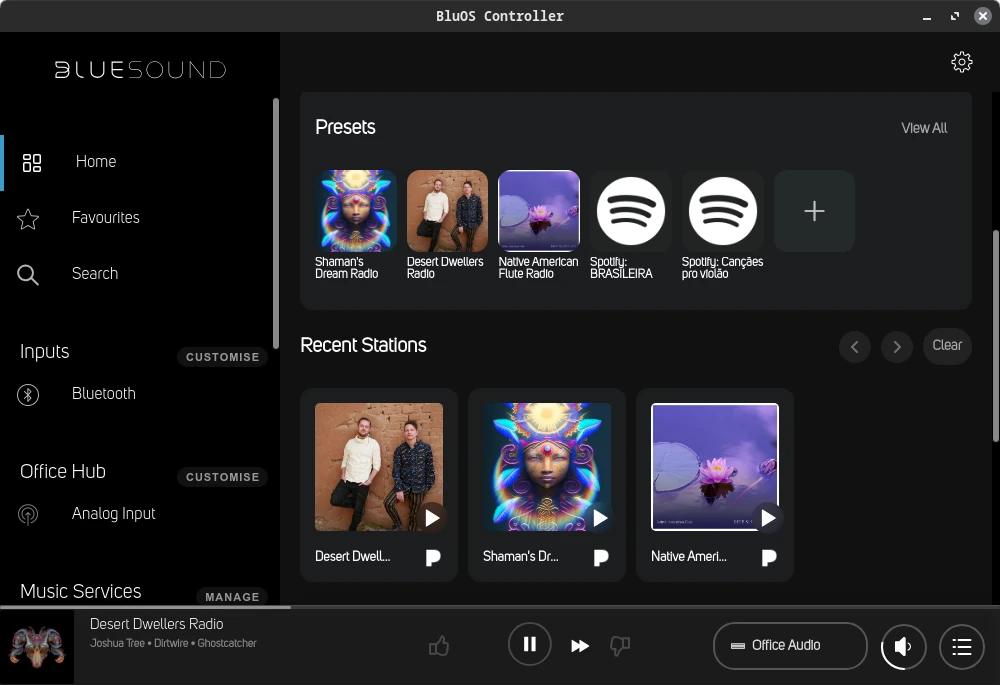 BluOS Controller
BLUESOUND
Home
Favourites
Search
Inputs
CUSTOMISE
Bluetooth
Office Hub
CUSTOMISE
Analog Input
Music Services
MANAGE
Presets
View All
Shaman's
Dream Radio
Desert Dwellers
Radio
Native American
Flute Radio
Spotify:
BRASILEIRA
Spotify: Cançães
pro violão
Recent Stations
Clear
Desert Dwell...
Shaman's Dr...
Native Ameri...
Desert Dwellers Radio
Joshua Tree • Dirtwire • Ghostcatcher
Office Audio